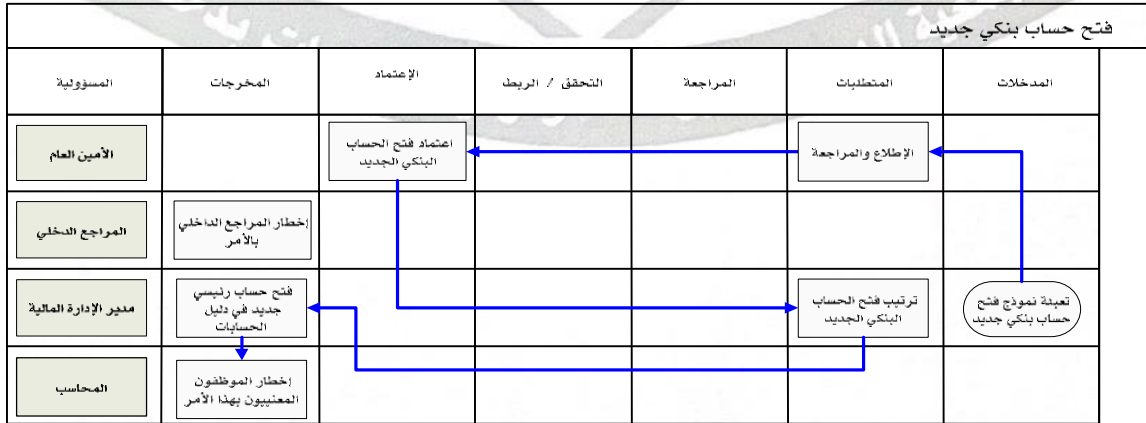 فتح حساب بنكي جديد
المدخلات
المتطلبات
المراجعة
التحقق / الربط
الإعتماد
المخرجات
المسؤولية
الإطلاع والمراجعة
اعتماد فتح الحساب
البنكي الجديد
الأمين العام
إخطار المراجع الداخلي
بالأمر
المراجع الدخلي
تعبئة نموذج فتح
حساب بنكي جديد
ترتيب فتح الحساب
البنكي الجديد
فتح حساب رئيسي
جديد في دليل
الحسابات
مدير الإدارة المالية
إخطار الموظفون
المعنييون بهذا الأمر
المحاسب